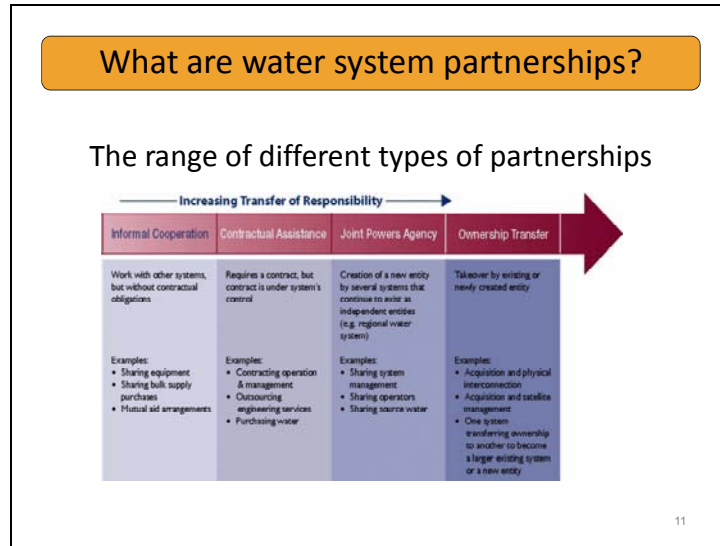 What are water system partnerships?
The range of different types of partnerships
Increasing Transfer of Responsibility
Informal Cooperation
Contractual Assistance
Joint Powers Agency
Ownership Transfer
Work with other systems,
but without contractual
obligations
Examples:
• Sharing equipment
• Sharing bulk supply
purchases
• Mutual aid arrangements
Requires a contract, but
contract is under system's
control
Examples:
• Contracting operation
& management
• Outsourcing
engineering services
• Purchasing water
Creation of a new entity
by several systems that
continue to exist as
independent entities
(e.g. regional water
system)
Examples:
• Sharing system
management
• Sharing operators
• Sharing source water
Takeover by existing or
newly created entity
Examples:
• Acquisition and physical
interconnection
• Acquisition and satellite
management
• One system
transferring ownership
to another to become
a larger existing system
or a new entity
11